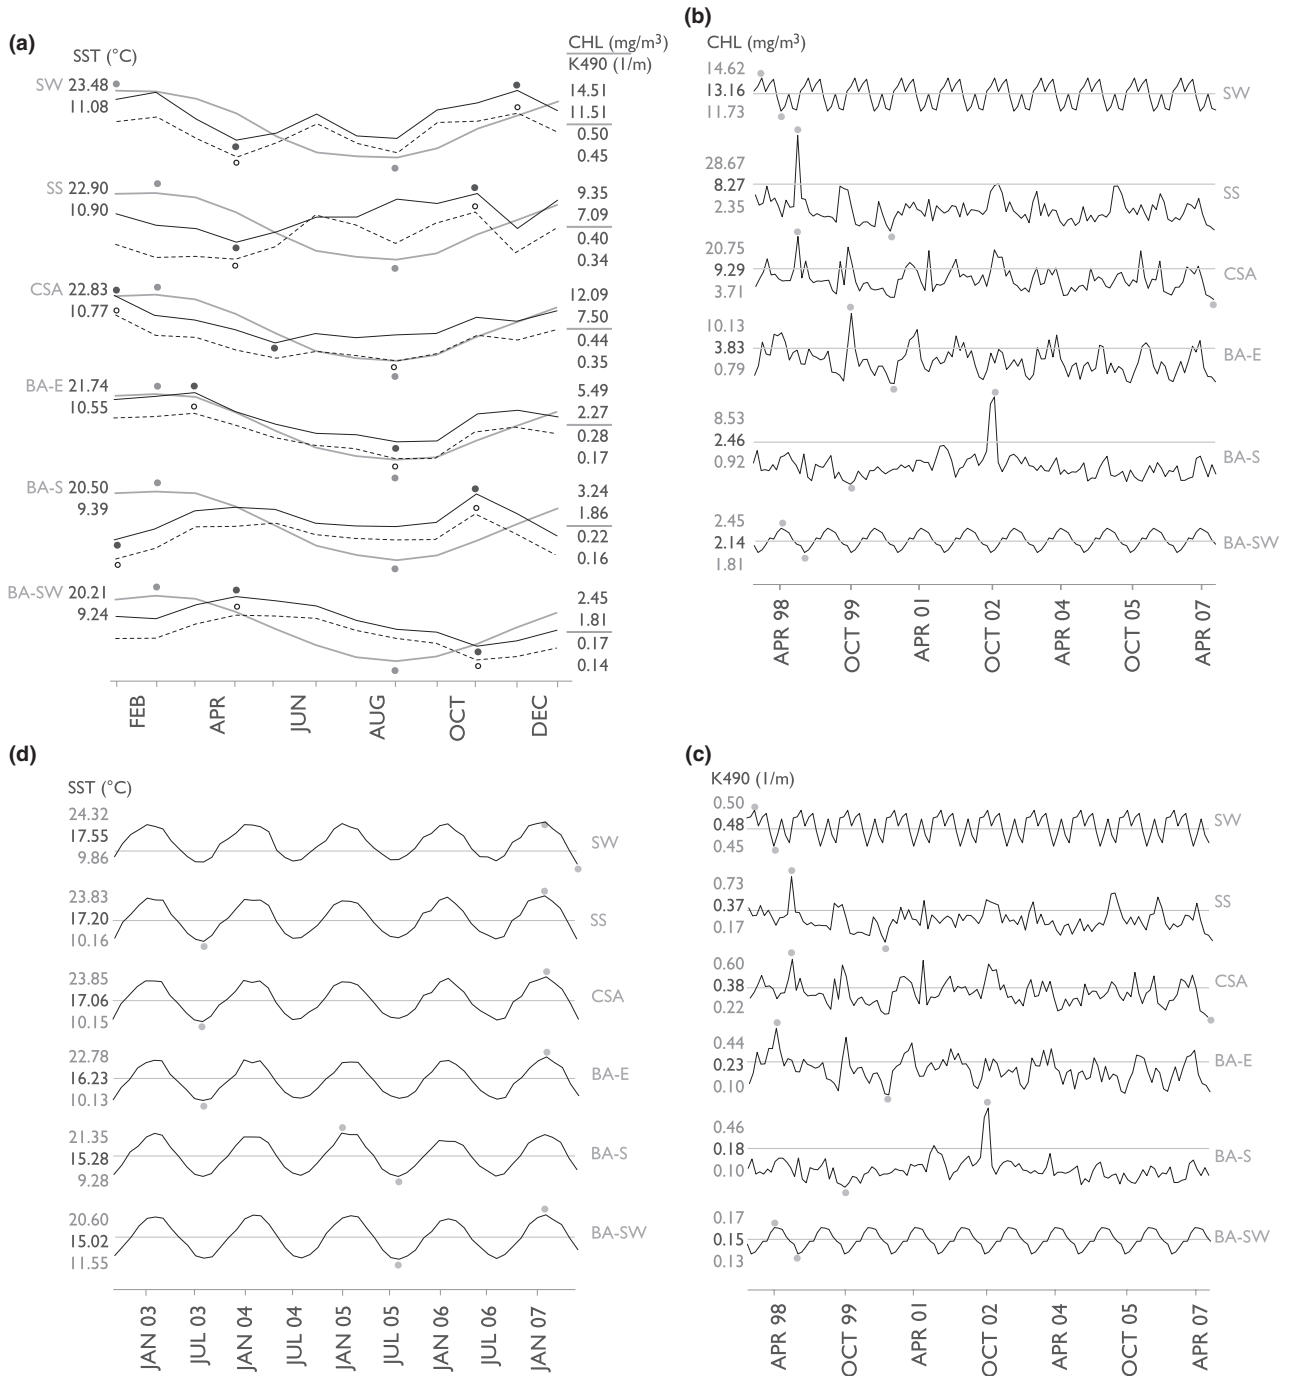 (a)
SST (°C)
CHL (mg/m³)
K490 (1/m)
SW 23.48
11.08
14.51
11.51
0.50
0.45
SS 22.90
10.90
9.35
7.09
0.40
0.34
CSA 22.83
10.77
12.09
7.50
0.44
0.35
BA-E 21.74
10.55
5.49
2.27
0.28
0.17
BA-S 20.50
9.39
3.24
1.86
0.22
0.16
BA-SW 20.21
9.24
2.45
1.81
0.17
0.14
FEB APR JUN AUG OCT DEC
(b)
CHL (mg/m³)
14.62
13.16
11.73
SW
28.67
8.27
2.35
SS
20.75
9.29
3.71
CSA
10.13
3.83
0.79
BA-E
8.53
2.46
0.92
BA-S
2.45
2.14
1.81
BA-SW
APR 98 OCT 99 APR 01 OCT 02 APR 04 OCT 05 APR 07
(d)
SST (°C)
24.32
17.55
9.86
SW
23.83
17.20
10.16
SS
23.85
17.06
10.15
CSA
22.78
16.23
10.13
BA-E
21.35
15.28
9.28
BA-S
20.60
15.02
11.55
BA-SW
JAN 03 JUL 03 JAN 04 JUL 04 JAN 05 JUL 05 JAN 06 JUL 06 JAN 07
(c)
K490 (1/m)
0.50
0.48
0.45
SW
0.73
0.37
0.17
SS
0.60
0.38
0.22
CSA
0.44
0.23
0.10
BA-E
0.46
0.18
0.10
BA-S
0.17
0.15
0.13
BA-SW
APR 98 OCT 99 APR 01 OCT 02 APR 04 OCT 05 APR 07